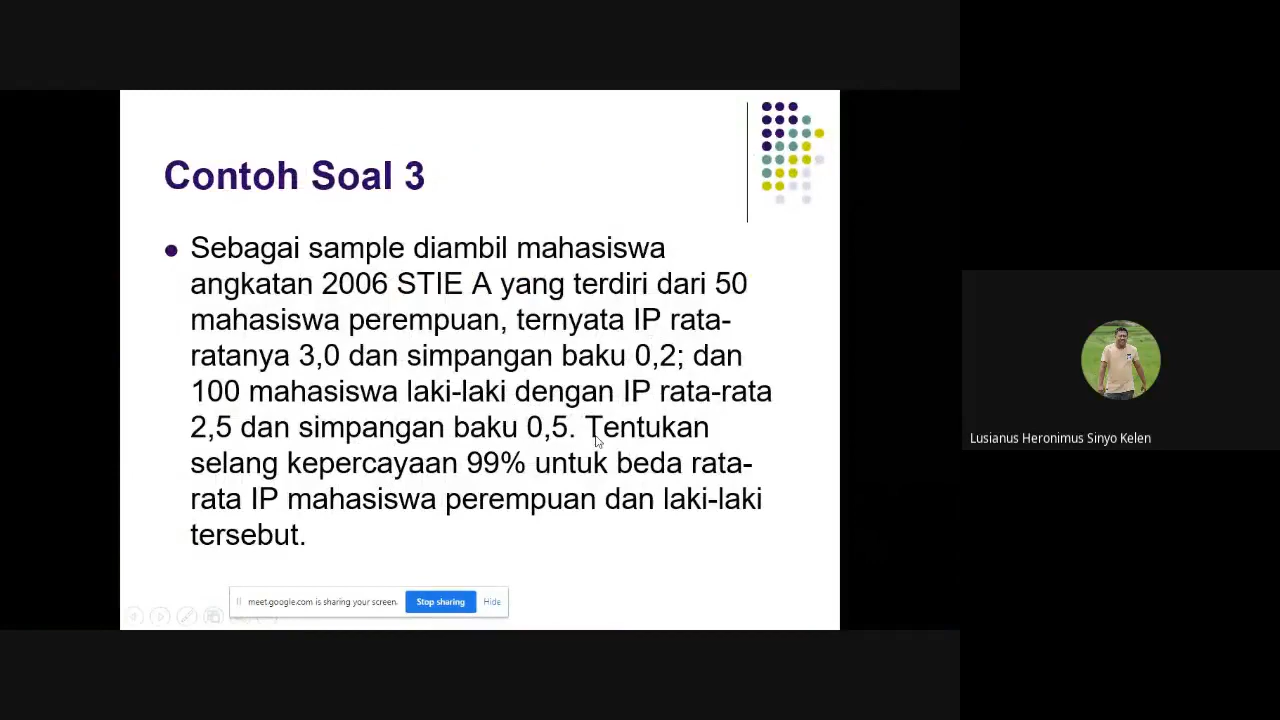 Contoh Soal 3
Sebagai sample diambil mahasiswa
angkatan 2006 STIE A yang terdiri dari 50
mahasiswa perempuan, ternyata IP rata-
ratanya 3,0 dan simpangan baku 0,2; dan
100 mahasiswa laki-laki dengan IP rata-rata
2,5 dan simpangan baku 0,5. Tentukan
selang kepercayaan 99% untuk beda rata-
rata IP mahasiswa perempuan dan laki-laki
tersebut.
meet.google.com is sharing your screen.
Stop sharing
Hide
Lusianus Heronimus Sinyo Kelen